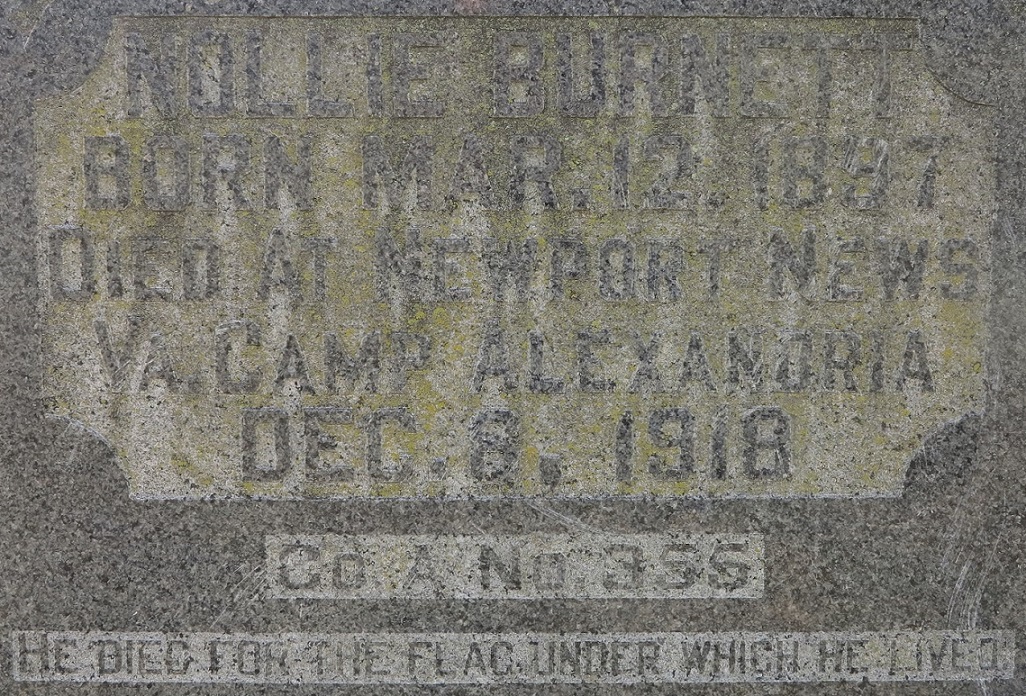 NOLLIE BURNETT
BORN MAR. 12. 1897
DIED AT NEWPORT NEWS
VA. CAMP ALEXANDRIA
DEC. 8, 1918
CO A NO. 355
HE DIED FOR THE FLAG UNDER WHICH HE LIVED.